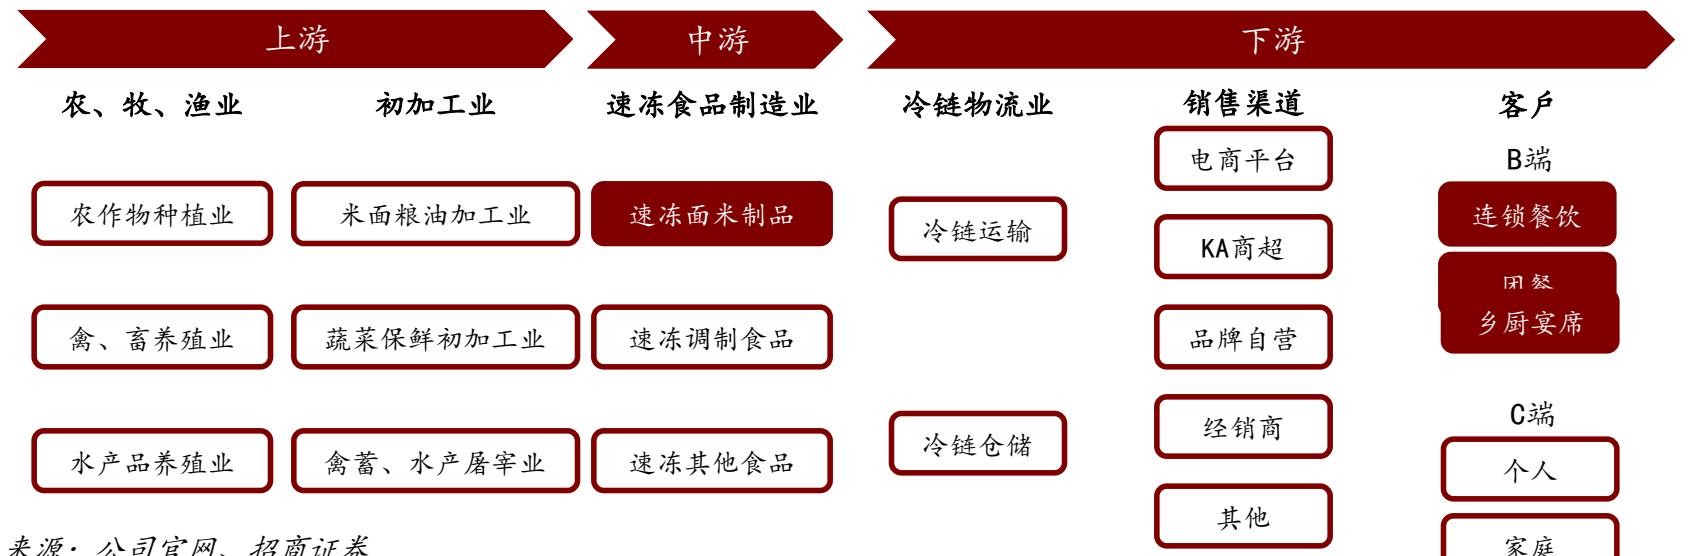 上游
中游
下游
农、牧、渔业
初加工业
速冻食品制造业
冷链物流业
销售渠道
客户
农作物种植业
禽、畜养殖业
水产品养殖业
米面粮油加工业
蔬菜保鲜初加工业
禽蓄、水产屠宰业
速冻面米制品
速冻调制食品
速冻其他食品
冷链运输
冷链仓储
电商平台
KA商超
品牌自营
经销商
其他
B端
连锁餐饮
团餐
乡厨宴席
C端
个人
家庭
来源：公司官网、招商证券